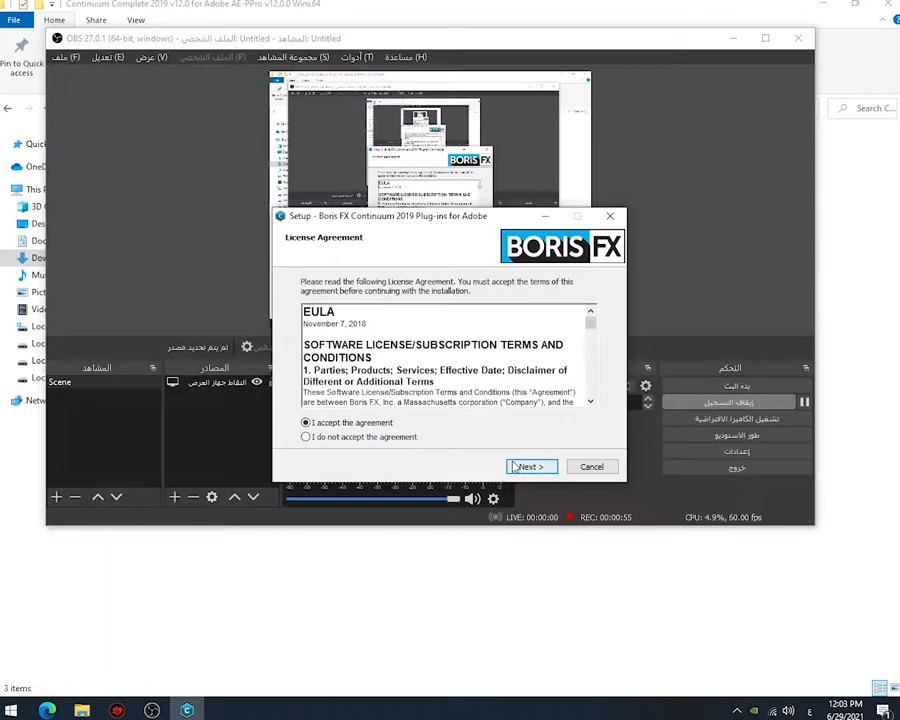 Continuum Complete 2019 v12.0 for Adobe AE-PPro v12.0.0 Winx64
File
Home
Share
View
OBS 27.0.1 (64-bit, windows) - الملف الشخصي: Untitled - المشاهد: Untitled
ملف (F)
تعديل (E)
عرض (V)
الملف الشخصي (P)
مجموعة المشاهد (S)
أدوات (T)
مساعدة (H)
Pin to Quick
access
Search C...
Quick
OneD
This P
3D
Des
Doc
Dow
Mus
Pict
Vide
Loc
Loc
Loc
Netw
Setup - Boris FX Continuum 2019 Plug-ins for Adobe
License Agreement
BORIS FX
Please read the following License Agreement. You must accept the terms of this
agreement before continuing with the installation.
EULA
November 7, 2018
SOFTWARE LICENSE/SUBSCRIPTION TERMS AND
CONDITIONS
1. Parties; Products; Services; Effective Date; Disclaimer of
Different or Additional Terms
These Software License/Subscription Terms and Conditions (this "Agreement")
are between Boris FX, Inc. a Massachusetts corporation ("Company"), and the
I accept the agreement
I do not accept the agreement
Next >
Cancel
لم يتم تحديد مصدر
المشاهد
المصادر
التحكم
Scene
التقاط جهاز العرض
بدء البث
إيقاف التسجيل
تشغيل الكاميرا الافتراضية
طور الاستوديو
إعدادات
خروج
LIVE: 00:00:00
REC: 00:00:55
CPU: 4.9%, 60.00 fps
3 items
12:03 PM
6/29/2021